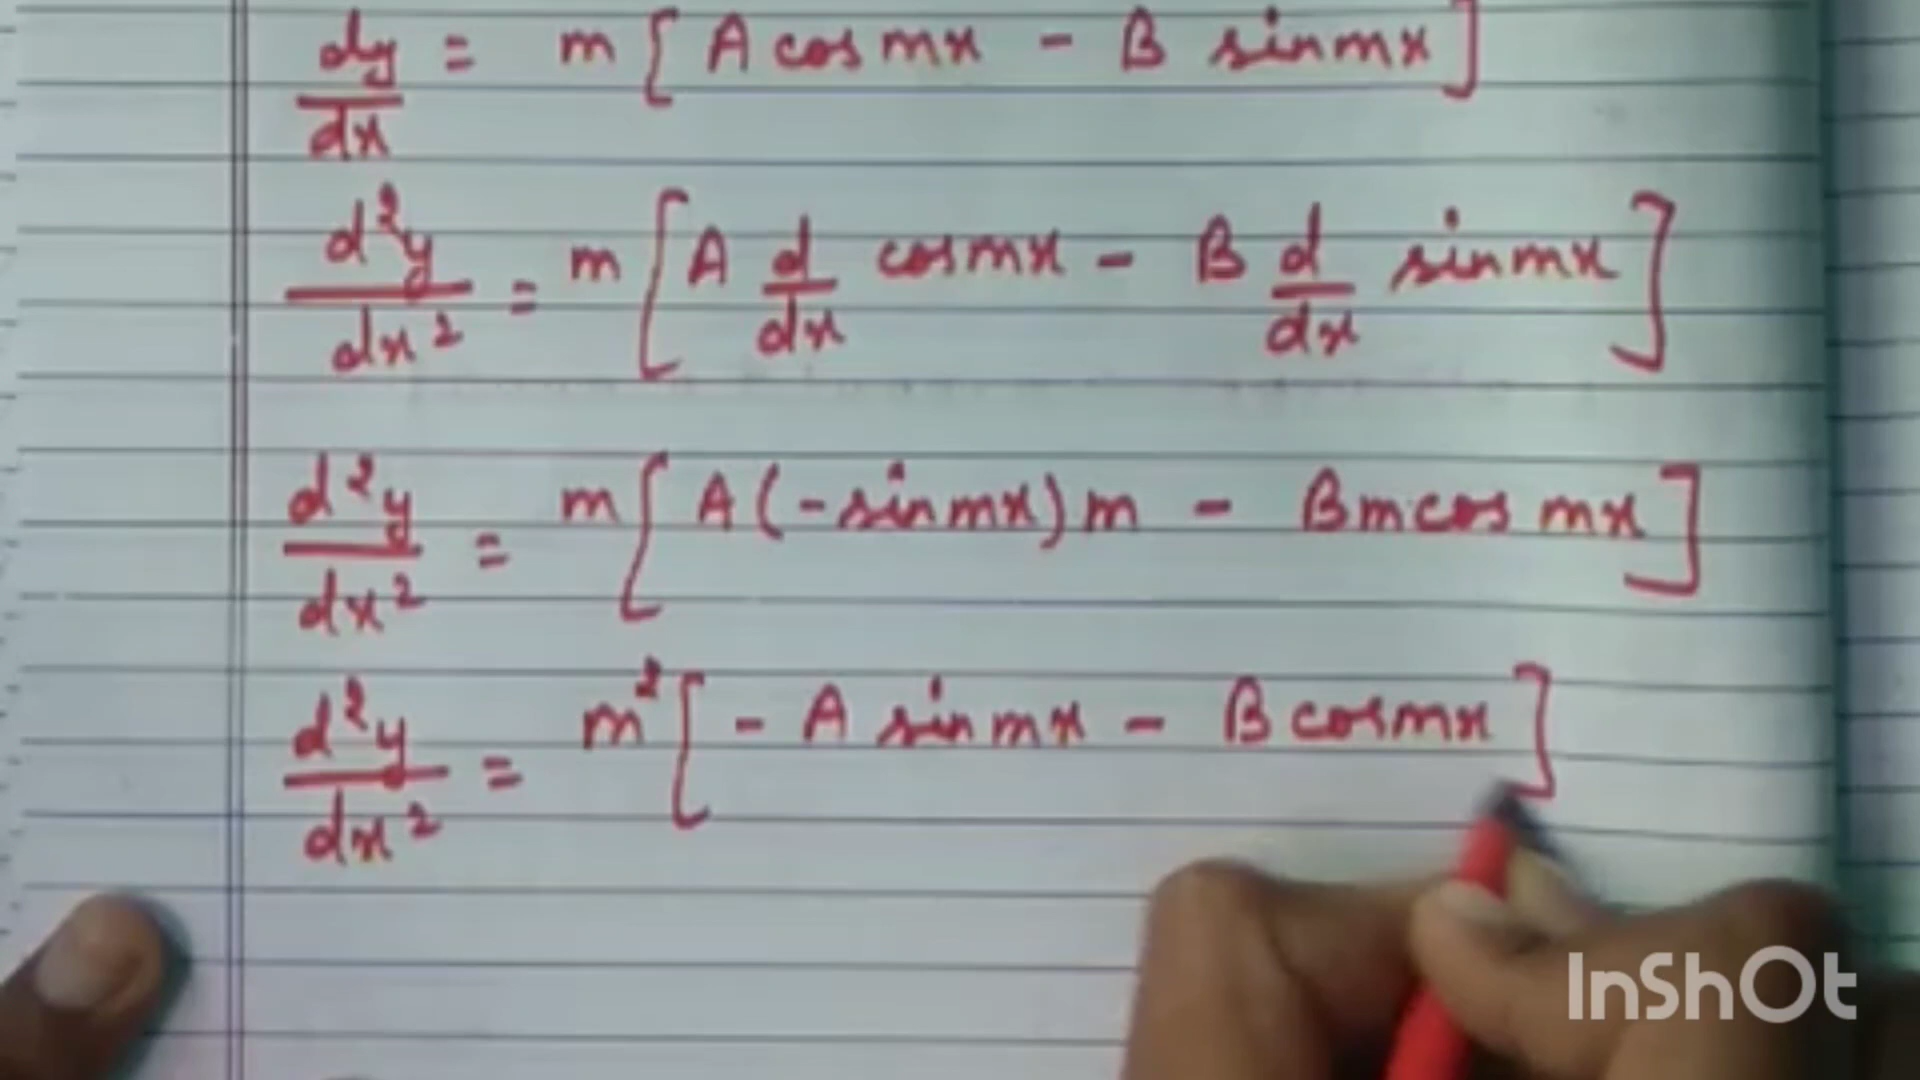 dy/dx = m[A cos mx - B sin mx]
d²y/dx² = m[A d/dx cos mx - B d/dx sin mx]
d²y/dx² = m[A(-sin mx)m - Bm cos mx]
d²y/dx² = m²[-A sin mx - B cos mx]
InShOt